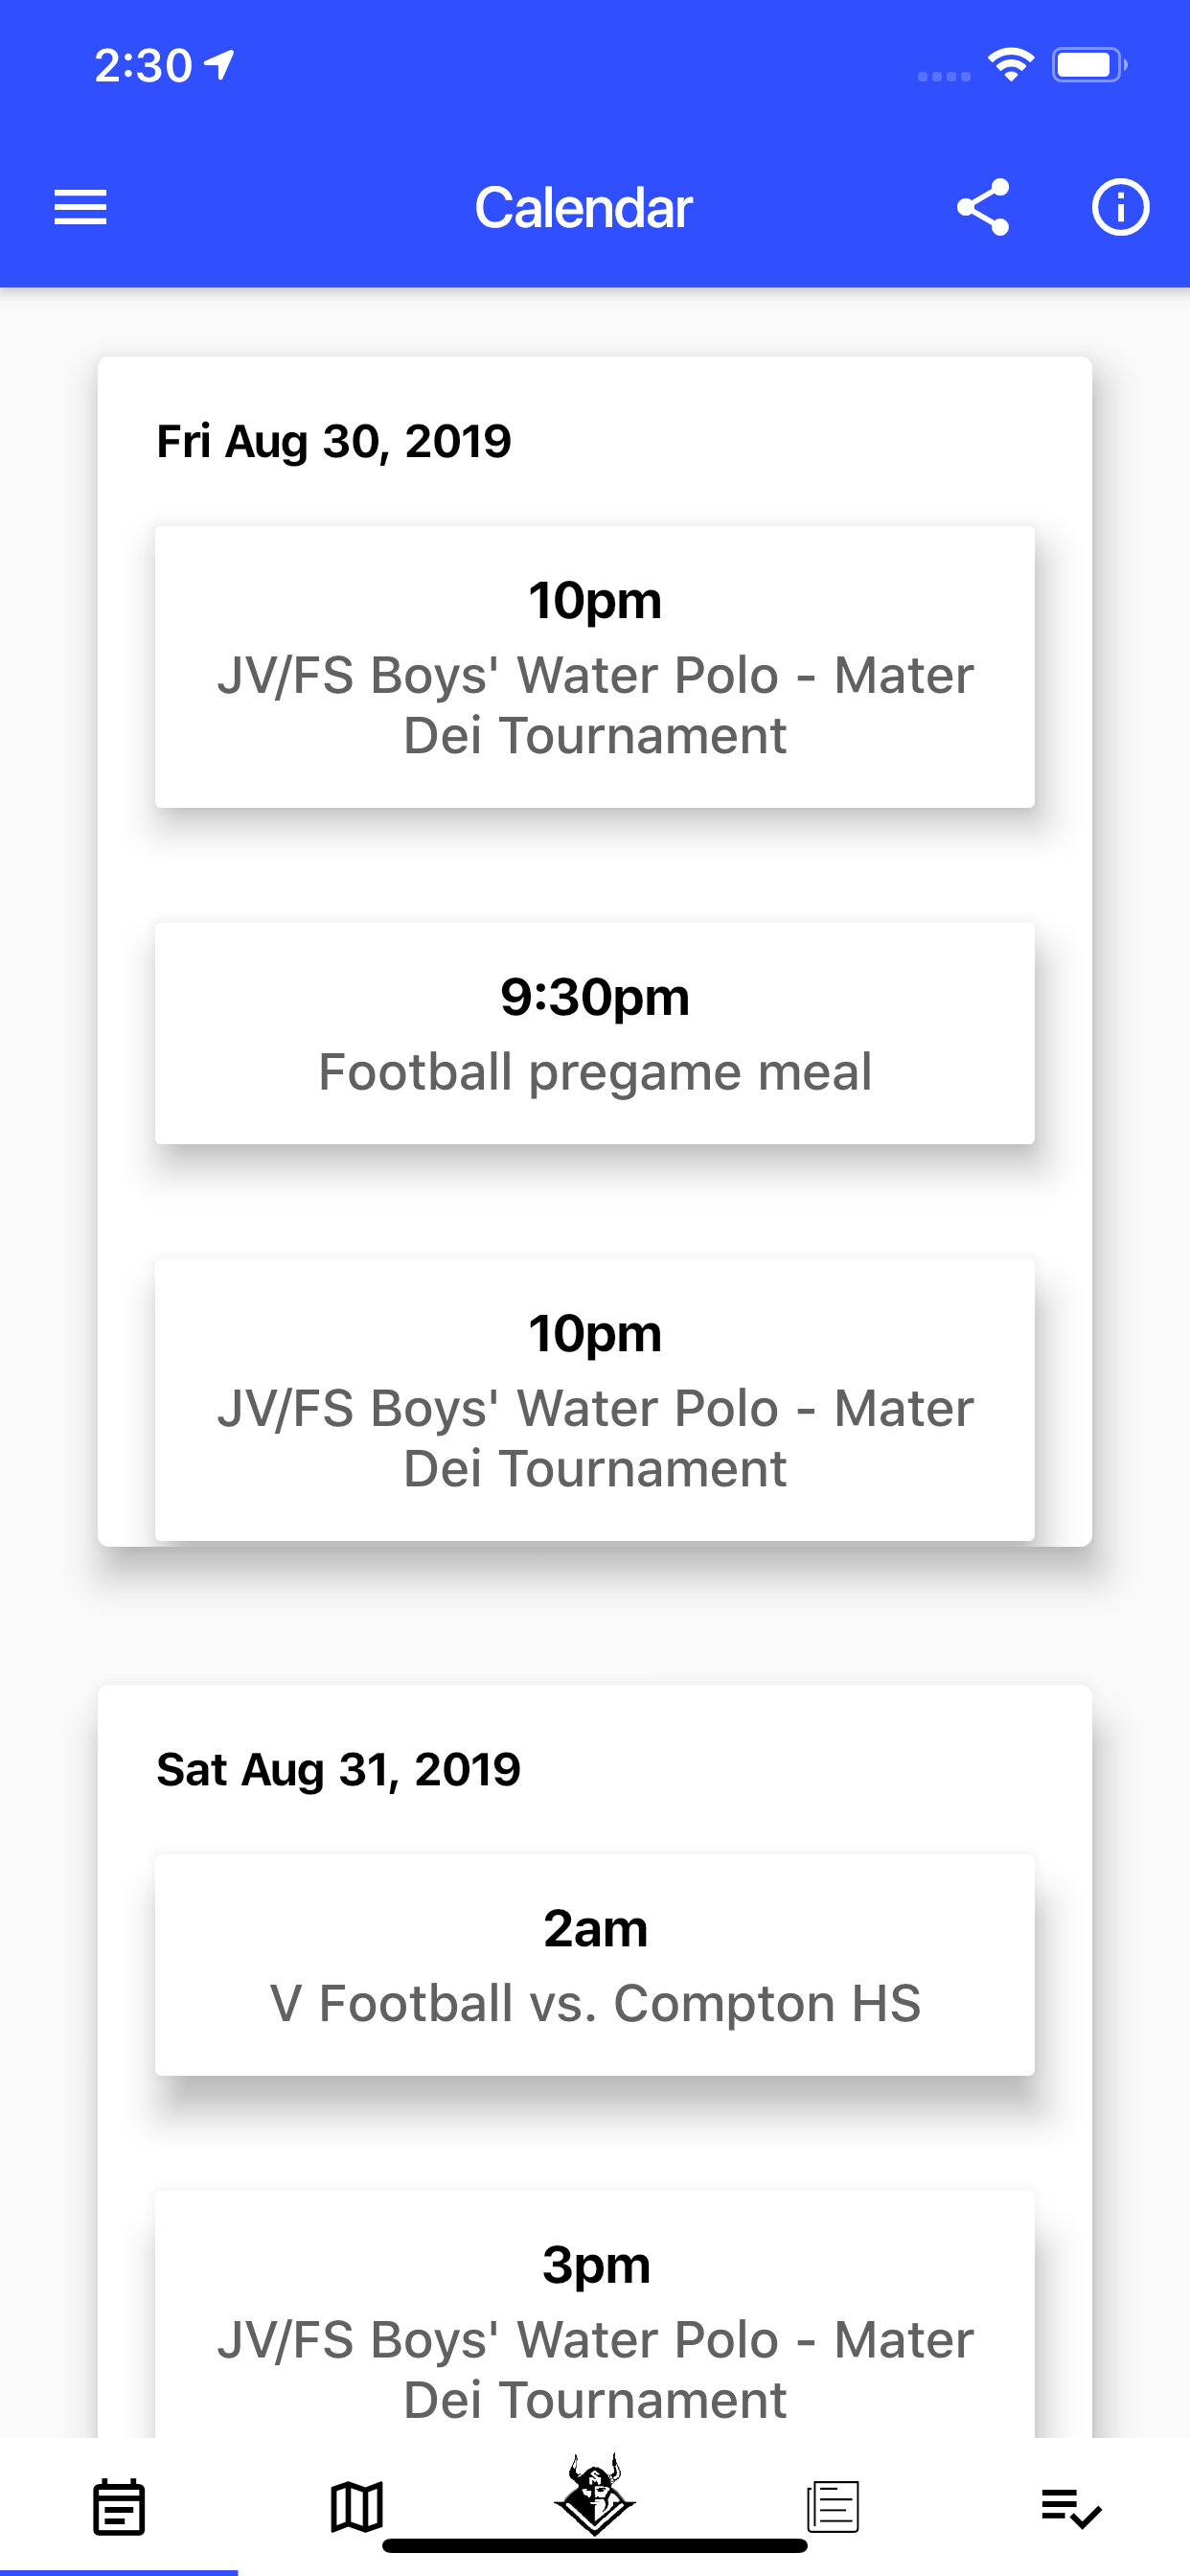 2:30
Calendar
Fri Aug 30, 2019
10pm
JV/FS Boys' Water Polo - Mater
Dei Tournament
9:30pm
Football pregame meal
10pm
JV/FS Boys' Water Polo - Mater
Dei Tournament
Sat Aug 31, 2019
2am
V Football vs. Compton HS
3pm
JV/FS Boys' Water Polo - Mater
Dei Tournament